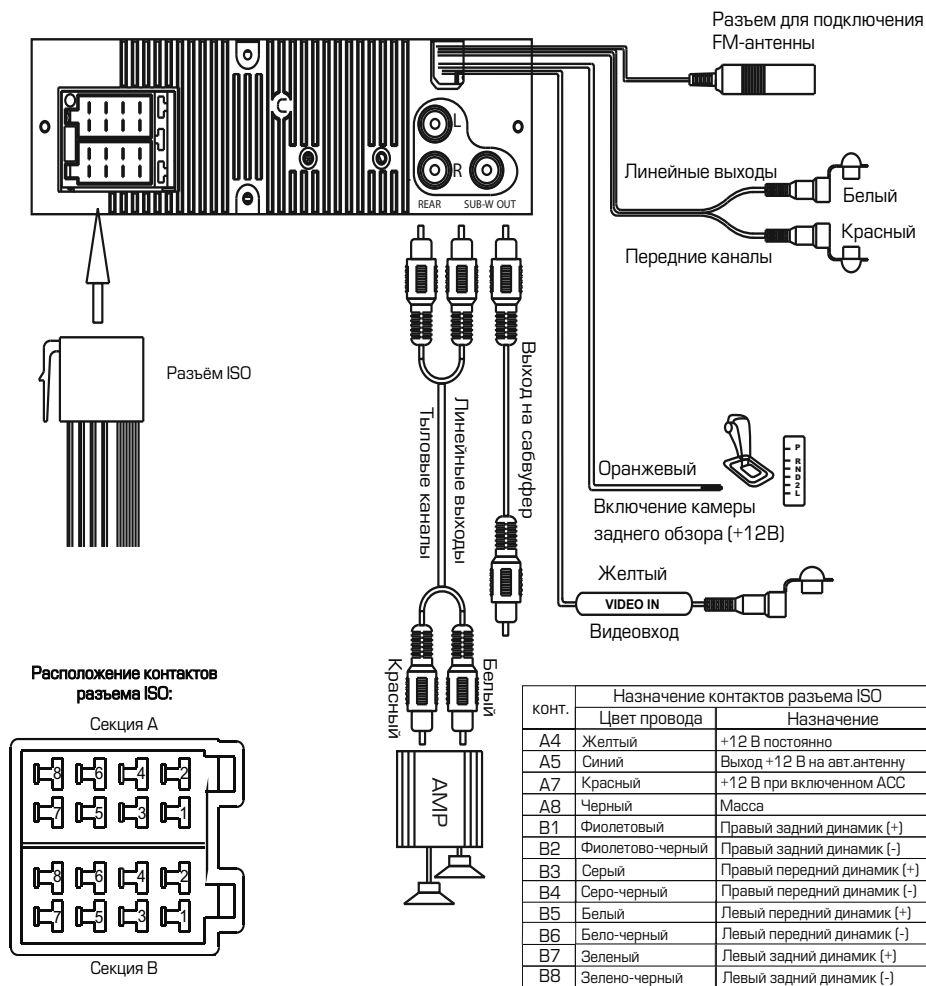 Разъем для подключения
FM-антенны
L
R
REAR
SUB-W OUT
Линейные выходы
Белый
Красный
Передние каналы
Разъём ISO
Тыловые каналы
Линейные выходы
Выход на сабвуфер
Оранжевый
P
R
N
D
2
L
Включение камеры
заднего обзора (+12В)
Желтый
VIDEO IN
Видеовход
Красный
Белый
AMP
Расположение контактов
разъема ISO:
Секция А
8 6 4 2
7 5 3 1
8 6 4 2
7 5 3 1
Секция В
конт. Назначение контактов разъема ISO
Цвет провода Назначение
A4 Желтый +12 В постоянно
A5 Синий Выход +12 В на авт.антенну
A7 Красный +12 В при включенном ACC
A8 Черный Масса
B1 Фиолетовый Правый задний динамик (+)
B2 Фиолетово-черный Правый задний динамик (-)
B3 Серый Правый передний динамик (+)
B4 Серо-черный Правый передний динамик (-)
B5 Белый Левый передний динамик (+)
B6 Бело-черный Левый передний динамик (-)
B7 Зеленый Левый задний динамик (+)
B8 Зелено-черный Левый задний динамик (-)